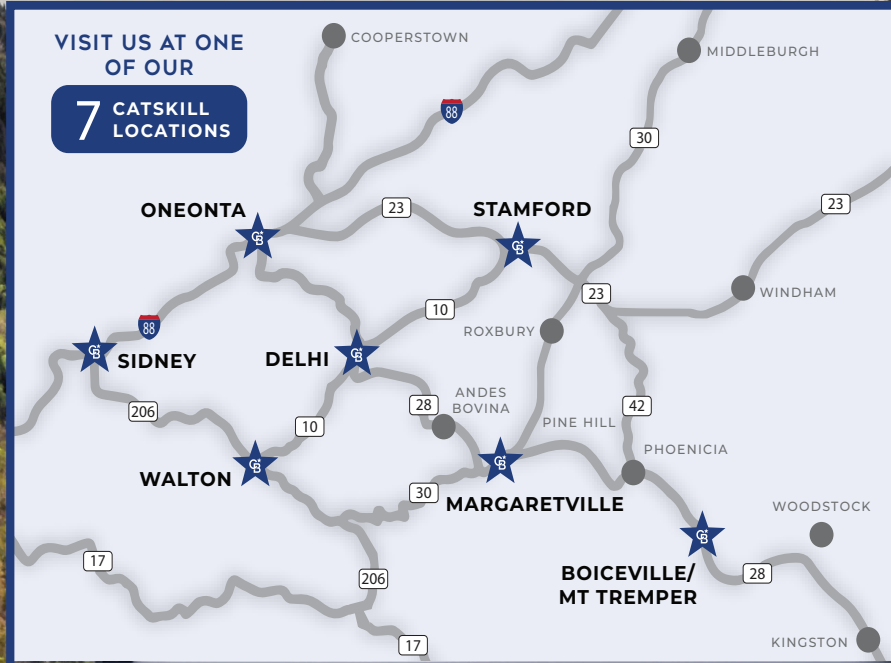 VISIT US AT ONE
OF OUR
7 CATSKILL
LOCATIONS
COOPERSTOWN
MIDDLEBURGH
88
30
ONEONTA
23
STAMFORD
23
88
10
23
WINDHAM
ROXBURY
SIDNEY
DELHI
206
10
28
ANDES
BOVINA
42
PINE HILL
PHOENICIA
WALTON
30
MARGARETVILLE
WOODSTOCK
17
206
BOICEVILLE/
MT TREMPER
28
17
KINGSTON